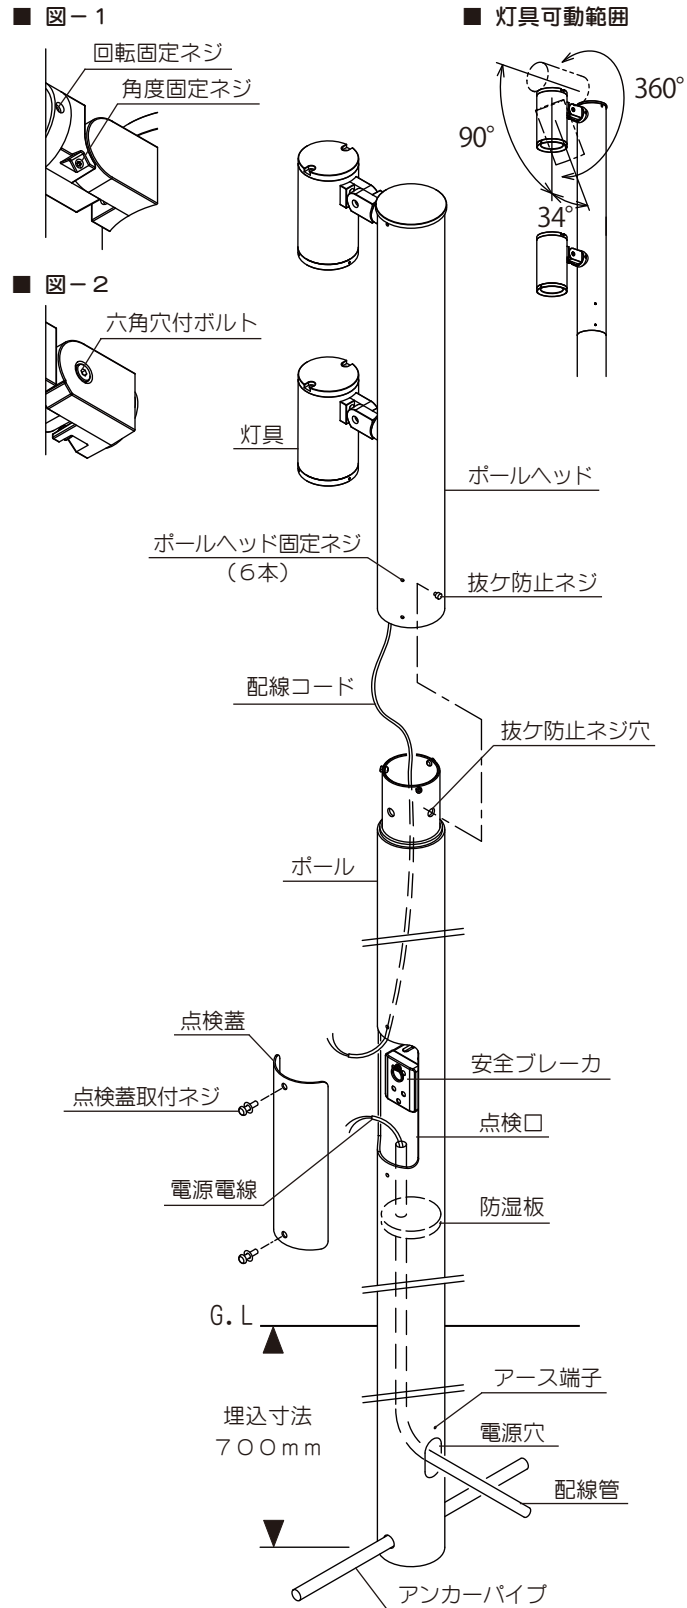 ■ 図－１
回転固定ネジ
角度固定ネジ
■ 灯具可動範囲
360°
90°
34°
■ 図－２
六角穴付ボルト
灯具
ポールヘッド
ポールヘッド固定ネジ
（６本）
抜ケ防止ネジ
配線コード
抜ケ防止ネジ穴
ポール
点検蓋
安全ブレーカ
点検蓋取付ネジ
点検口
電源電線
防湿板
G.L
アース端子
埋込寸法
７００ｍｍ
電源穴
配線管
アンカーパイプ